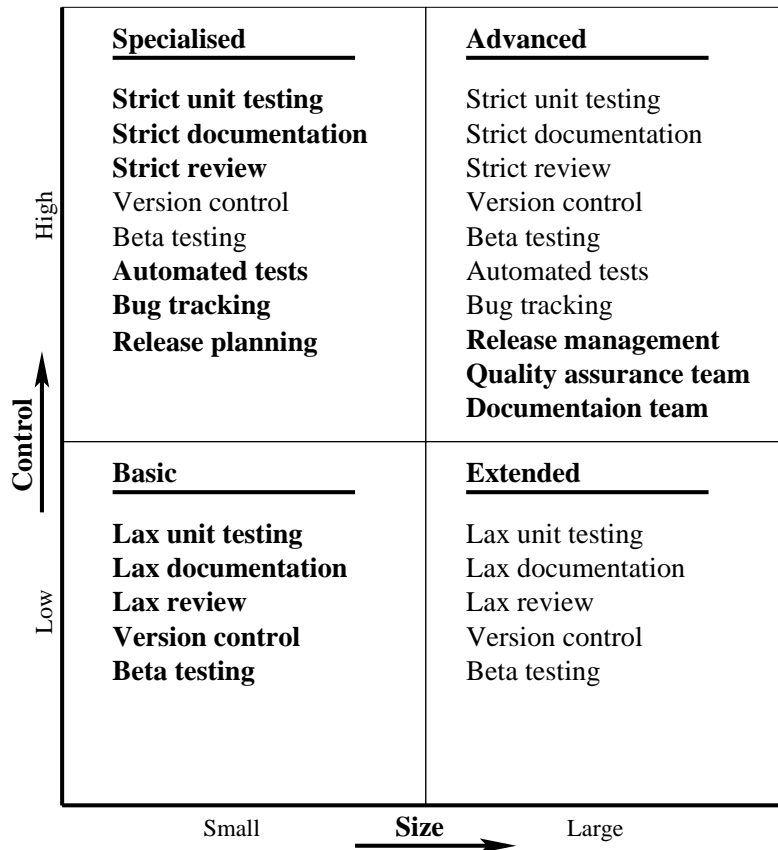 Specialised
Strict unit testing
Strict documentation
Strict review
Version control
Beta testing
Automated tests
Bug tracking
Release planning
Advanced
Strict unit testing
Strict documentation
Strict review
Version control
Beta testing
Automated tests
Bug tracking
Release management
Quality assurance team
Documentaion team
Basic
Lax unit testing
Lax documentation
Lax review
Version control
Beta testing
Extended
Lax unit testing
Lax documentation
Lax review
Version control
Beta testing
High
Control
Low
Small
Size
Large